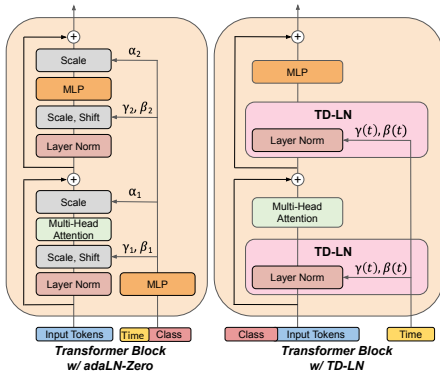 +
Scale
α₂
MLP
Scale, Shift
γ₂, β₂
Layer Norm
+
Scale
α₁
Multi-Head
Attention
Scale, Shift
γ₁, β₁
Layer Norm
MLP
Input Tokens
Time
Class
Transformer Block
w/ adaLN-Zero
+
MLP
TD-LN
Layer Norm
γ(t), β(t)
+
Multi-Head
Attention
TD-LN
Layer Norm
γ(t), β(t)
Class
Input Tokens
Time
Transformer Block
w/ TD-LN